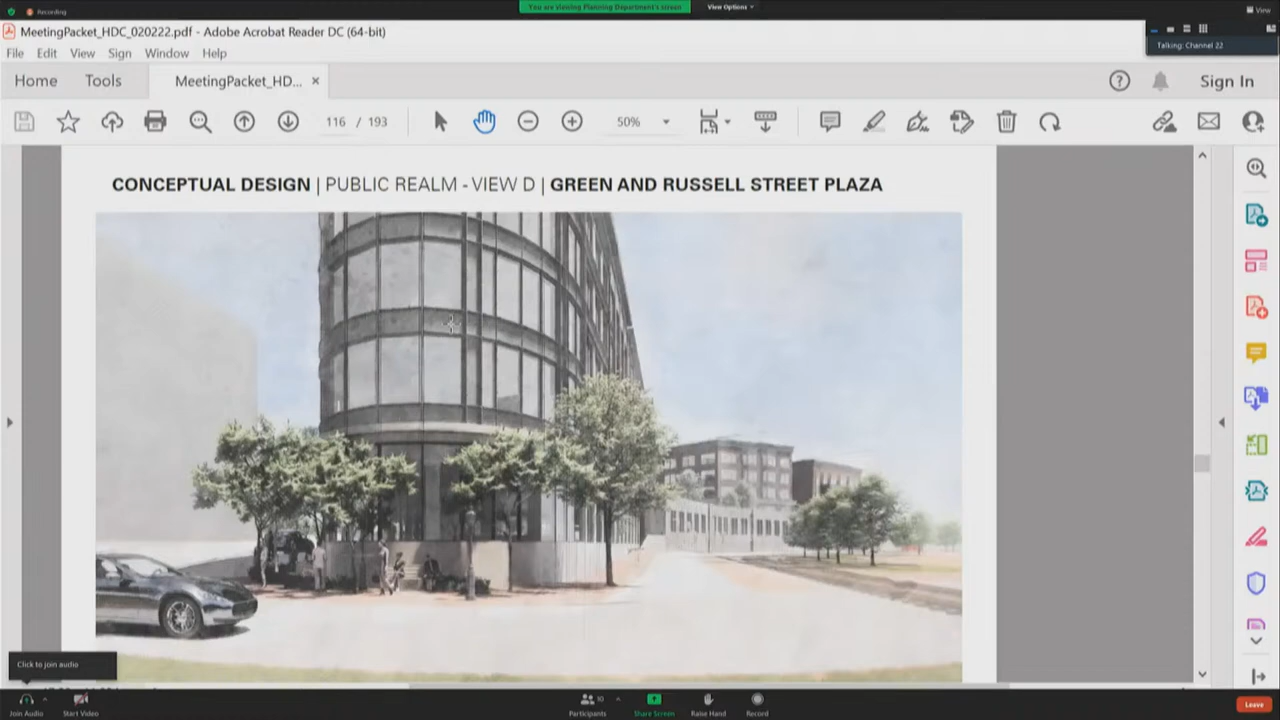 Recording
You are viewing Planning Department's screen
View Options
View
MeetingPacket_HDC_020222.pdf - Adobe Acrobat Reader DC (64-bit)
Talking: Channel 22
File Edit View Sign Window Help
Home Tools MeetingPacket_HD... ×
Sign In
116 / 193
50%
CONCEPTUAL DESIGN | PUBLIC REALM - VIEW D | GREEN AND RUSSELL STREET PLAZA
Click to join audio
Join Audio
Start Video
Participants
10
Share Screen
Raise Hand
Record
Leave